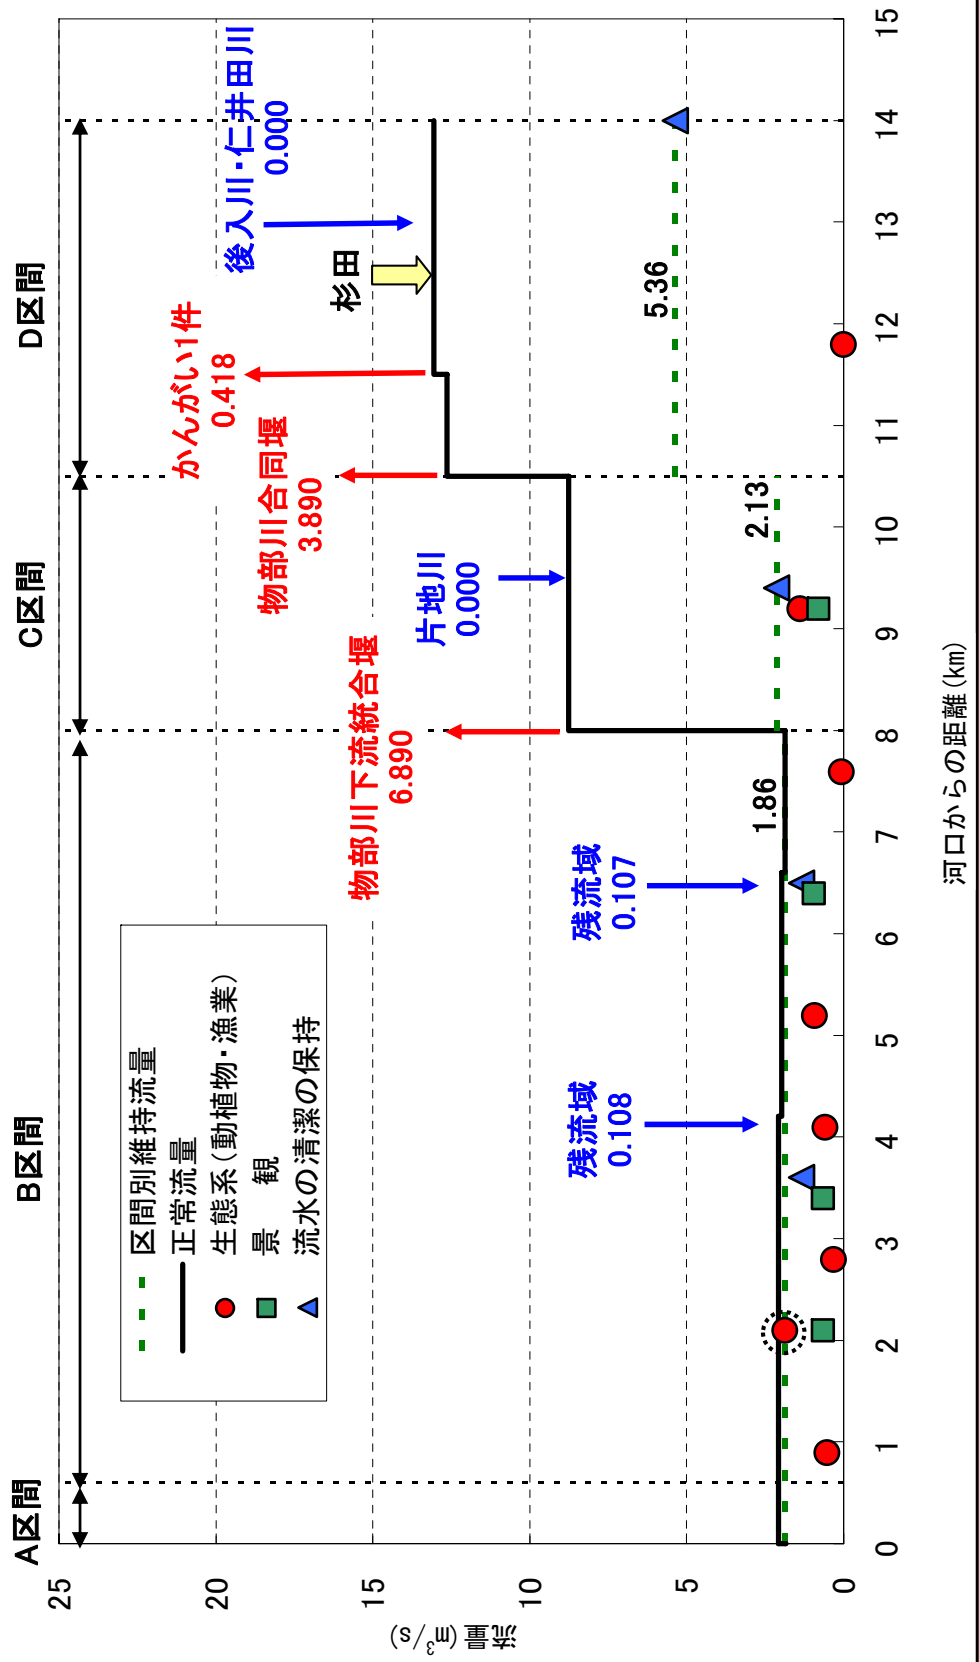 A区間
B区間
C区間
D区間
区間別維持流量
正常流量
生態系(動植物・漁業)
景　観
流水の清潔の保持
後入川・仁井田川
0.000
杉田
かんがい1件
0.418
物部川合同堰
3.890
片地川
0.000
物部川下流統合堰
6.890
残流域
0.107
残流域
0.108
5.36
2.13
1.86
流量(m³/s)
25
20
15
10
5
0
0
1
2
3
4
5
6
7
8
9
10
11
12
13
14
15
河口からの距離(km)